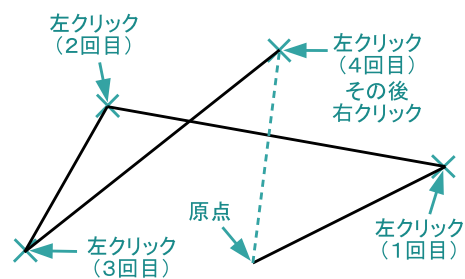 左クリック
（2回目）
左クリック
（4回目）
その後
右クリック
原点
左クリック
（1回目）
左クリック
（3回目）